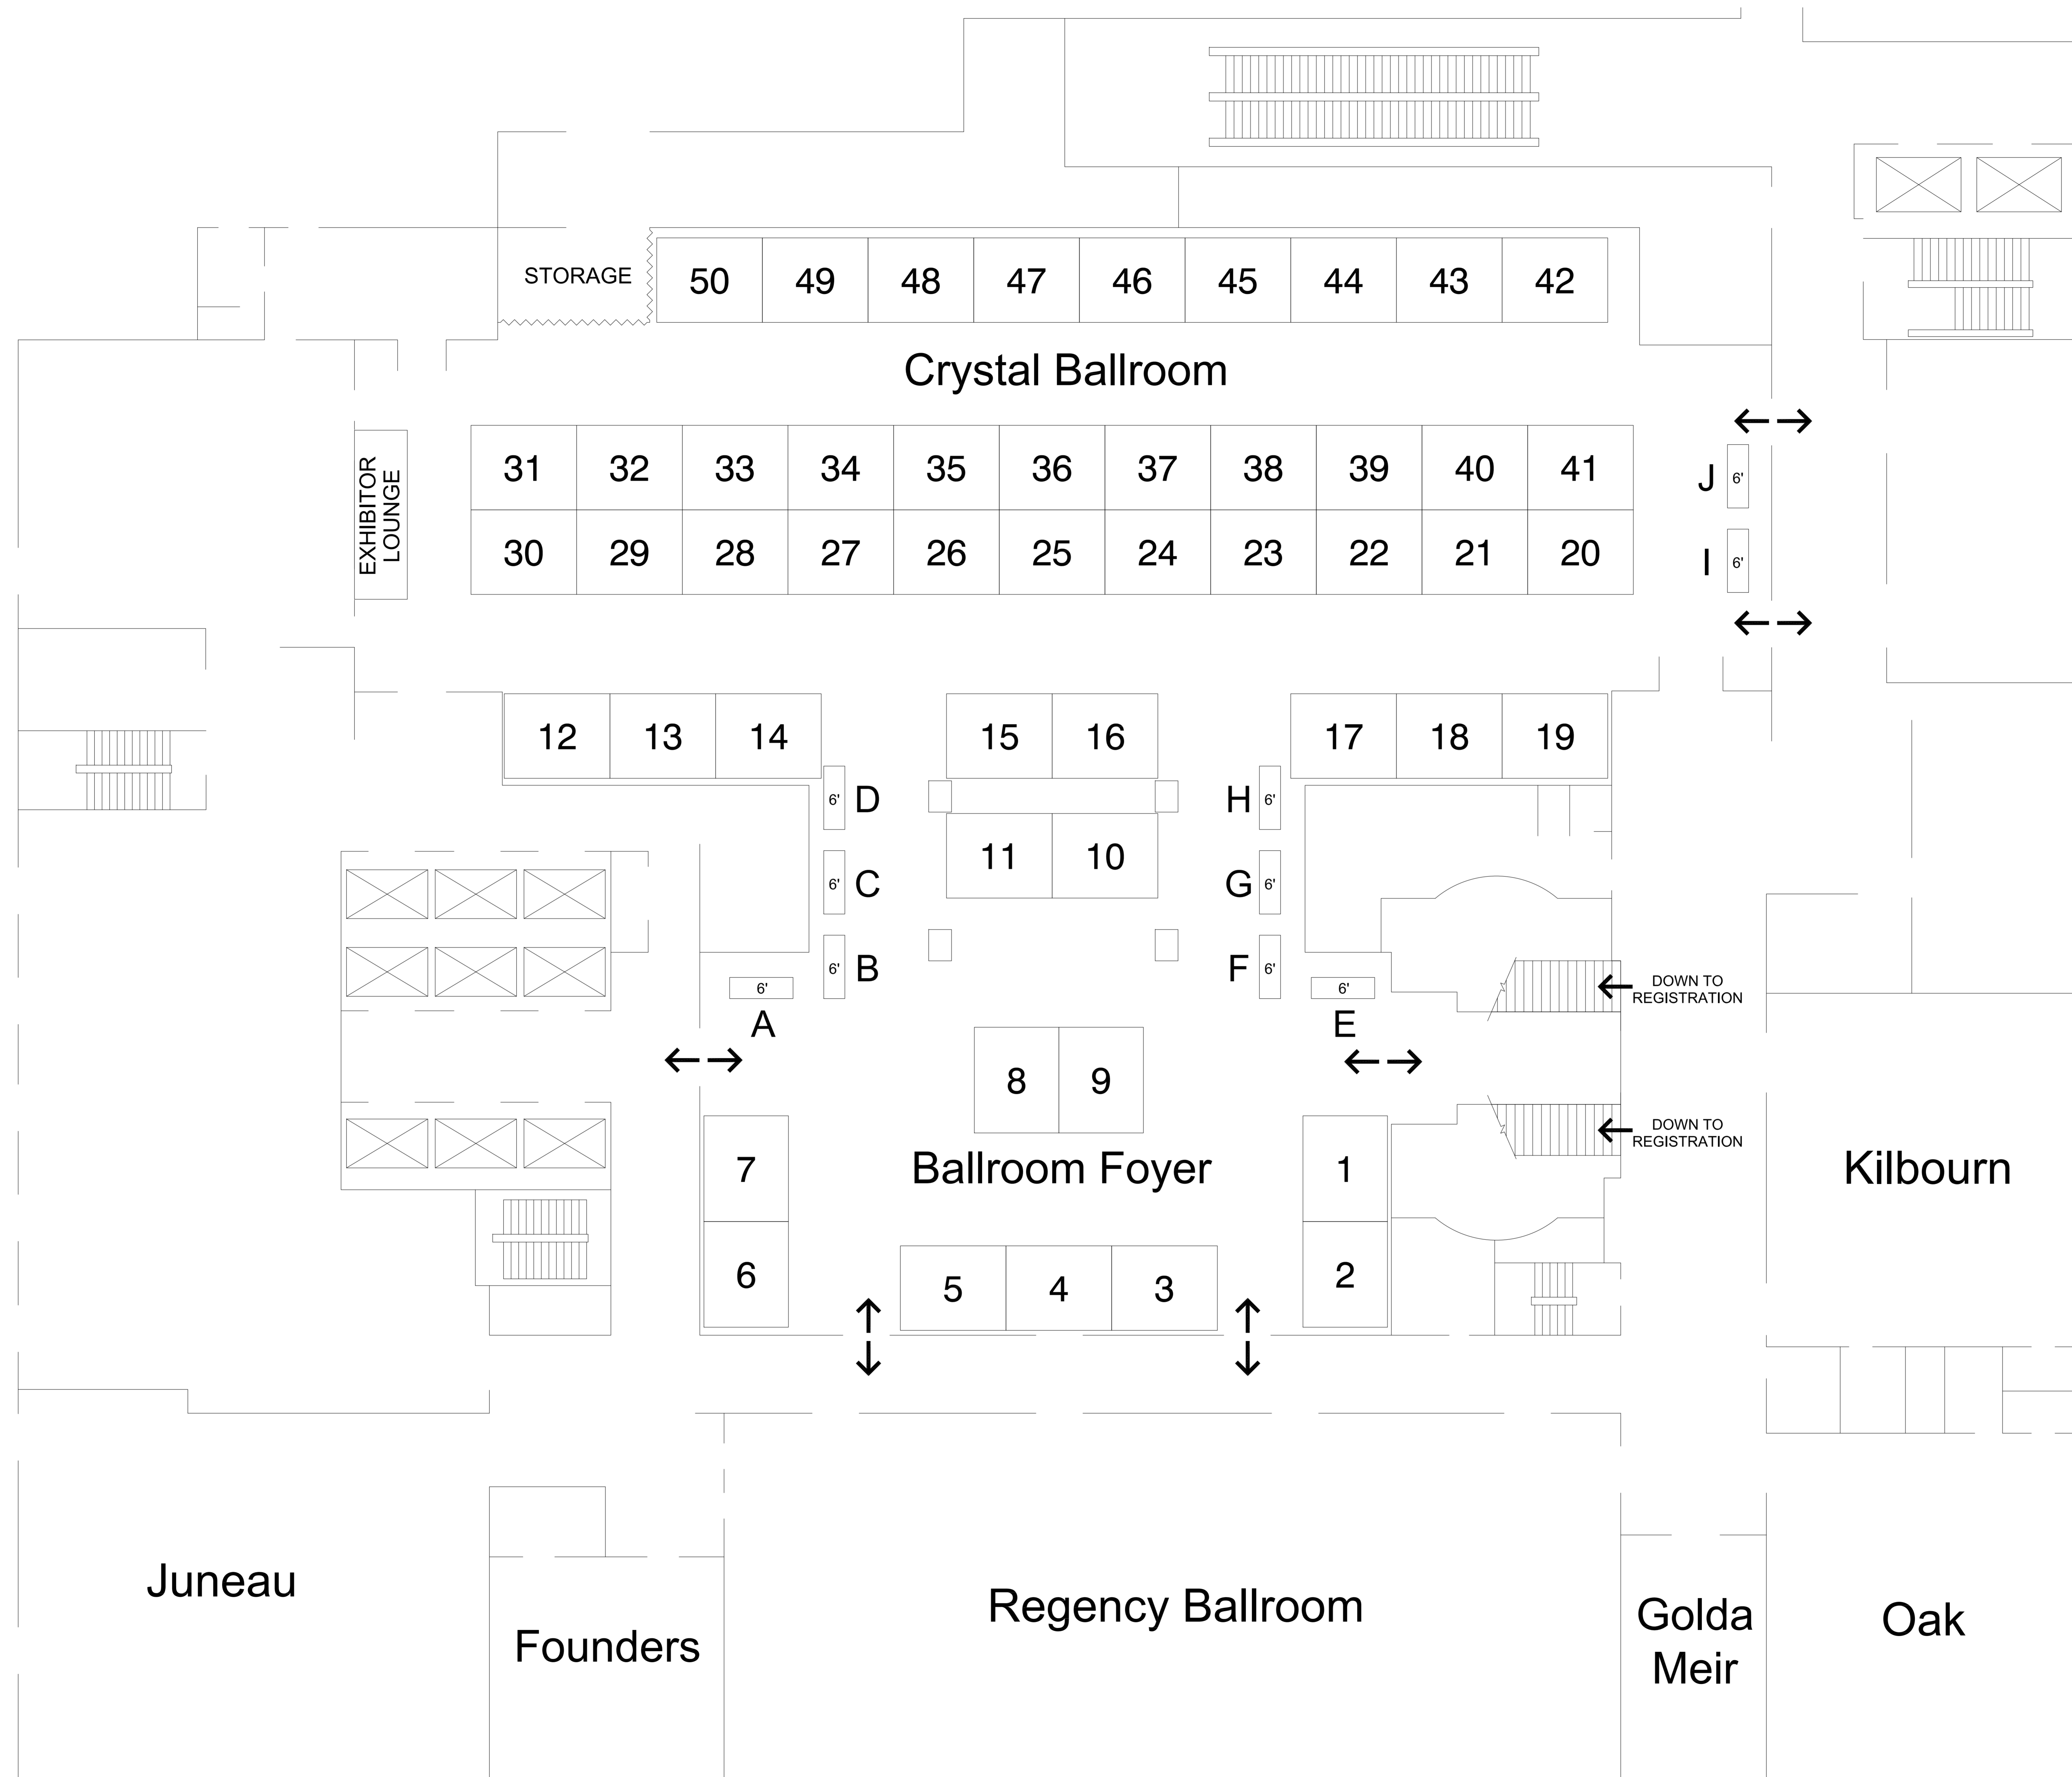 STORAGE
50 49 48 47 46 45 44 43 42
Crystal Ballroom
EXHIBITOR
LOUNGE
31 32 33 34 35 36 37 38 39 40 41
J 6'
30 29 28 27 26 25 24 23 22 21 20
I 6'
12 13 14 15 16 17 18 19
6' D
H 6'
11 10
6' C
G 6'
6' B
F 6'
6'
A
6'
E
DOWN TO
REGISTRATION
8 9
DOWN TO
REGISTRATION
7
Ballroom Foyer
1
Kilbourn
6
5 4 3
2
Juneau
Founders
Regency Ballroom
Golda
Meir
Oak